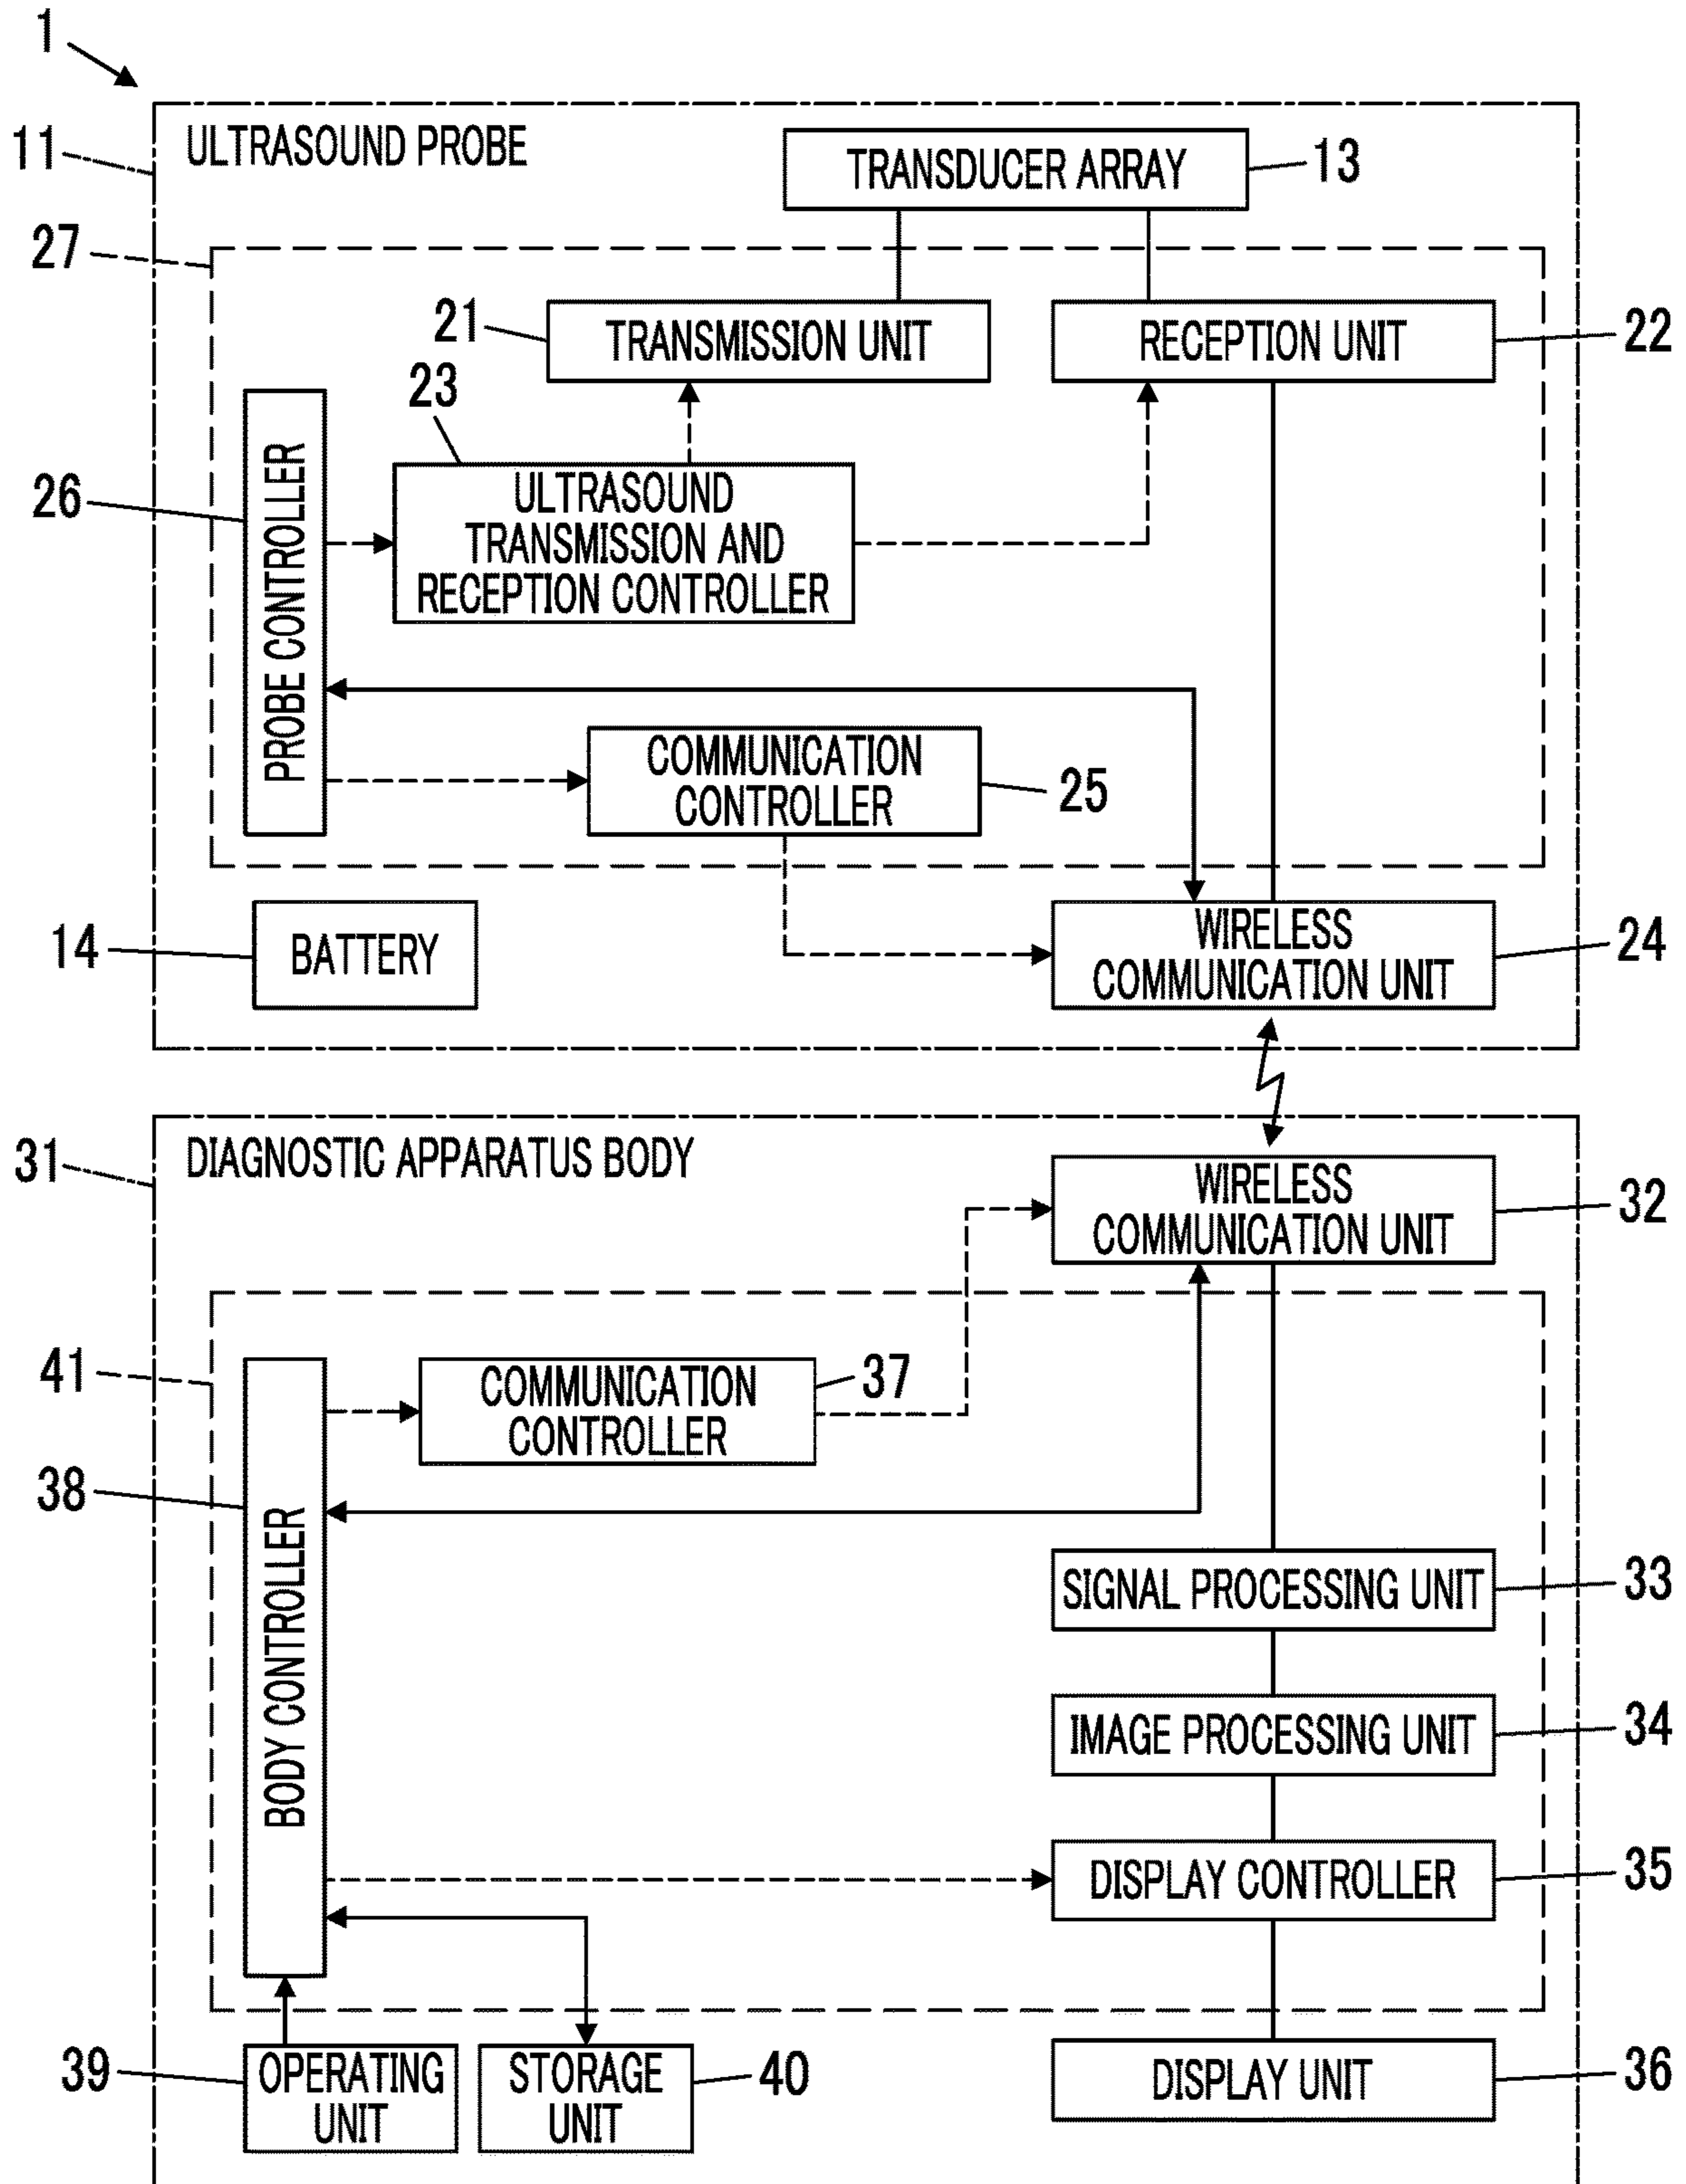 1
11
ULTRASOUND PROBE
TRANSDUCER ARRAY
13
27
21
TRANSMISSION UNIT
RECEPTION UNIT
22
23
26
PROBE CONTROLLER
ULTRASOUND
TRANSMISSION AND
RECEPTION CONTROLLER
COMMUNICATION
CONTROLLER
25
14
BATTERY
WIRELESS
COMMUNICATION UNIT
24
31
DIAGNOSTIC APPARATUS BODY
WIRELESS
COMMUNICATION UNIT
32
41
COMMUNICATION
CONTROLLER
37
38
BODY CONTROLLER
SIGNAL PROCESSING UNIT
33
IMAGE PROCESSING UNIT
34
DISPLAY CONTROLLER
35
39
OPERATING
UNIT
STORAGE
UNIT
40
DISPLAY UNIT
36